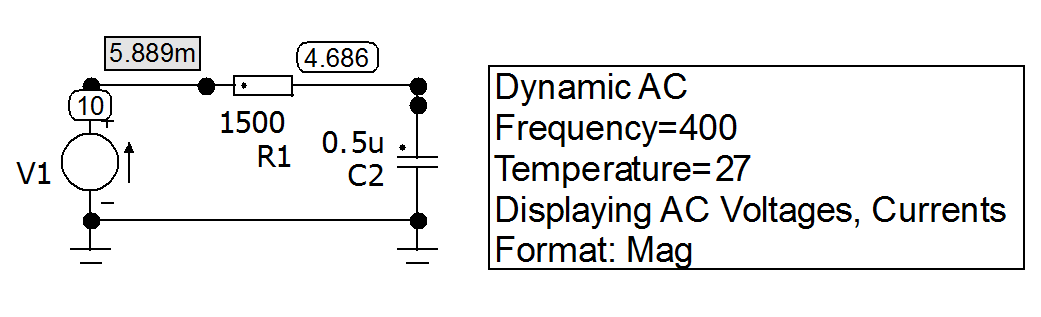 5.889m
4.686
10
+
1500
R1
0.5u
C2
V1
−
Dynamic AC
Frequency=400
Temperature=27
Displaying AC Voltages, Currents
Format: Mag